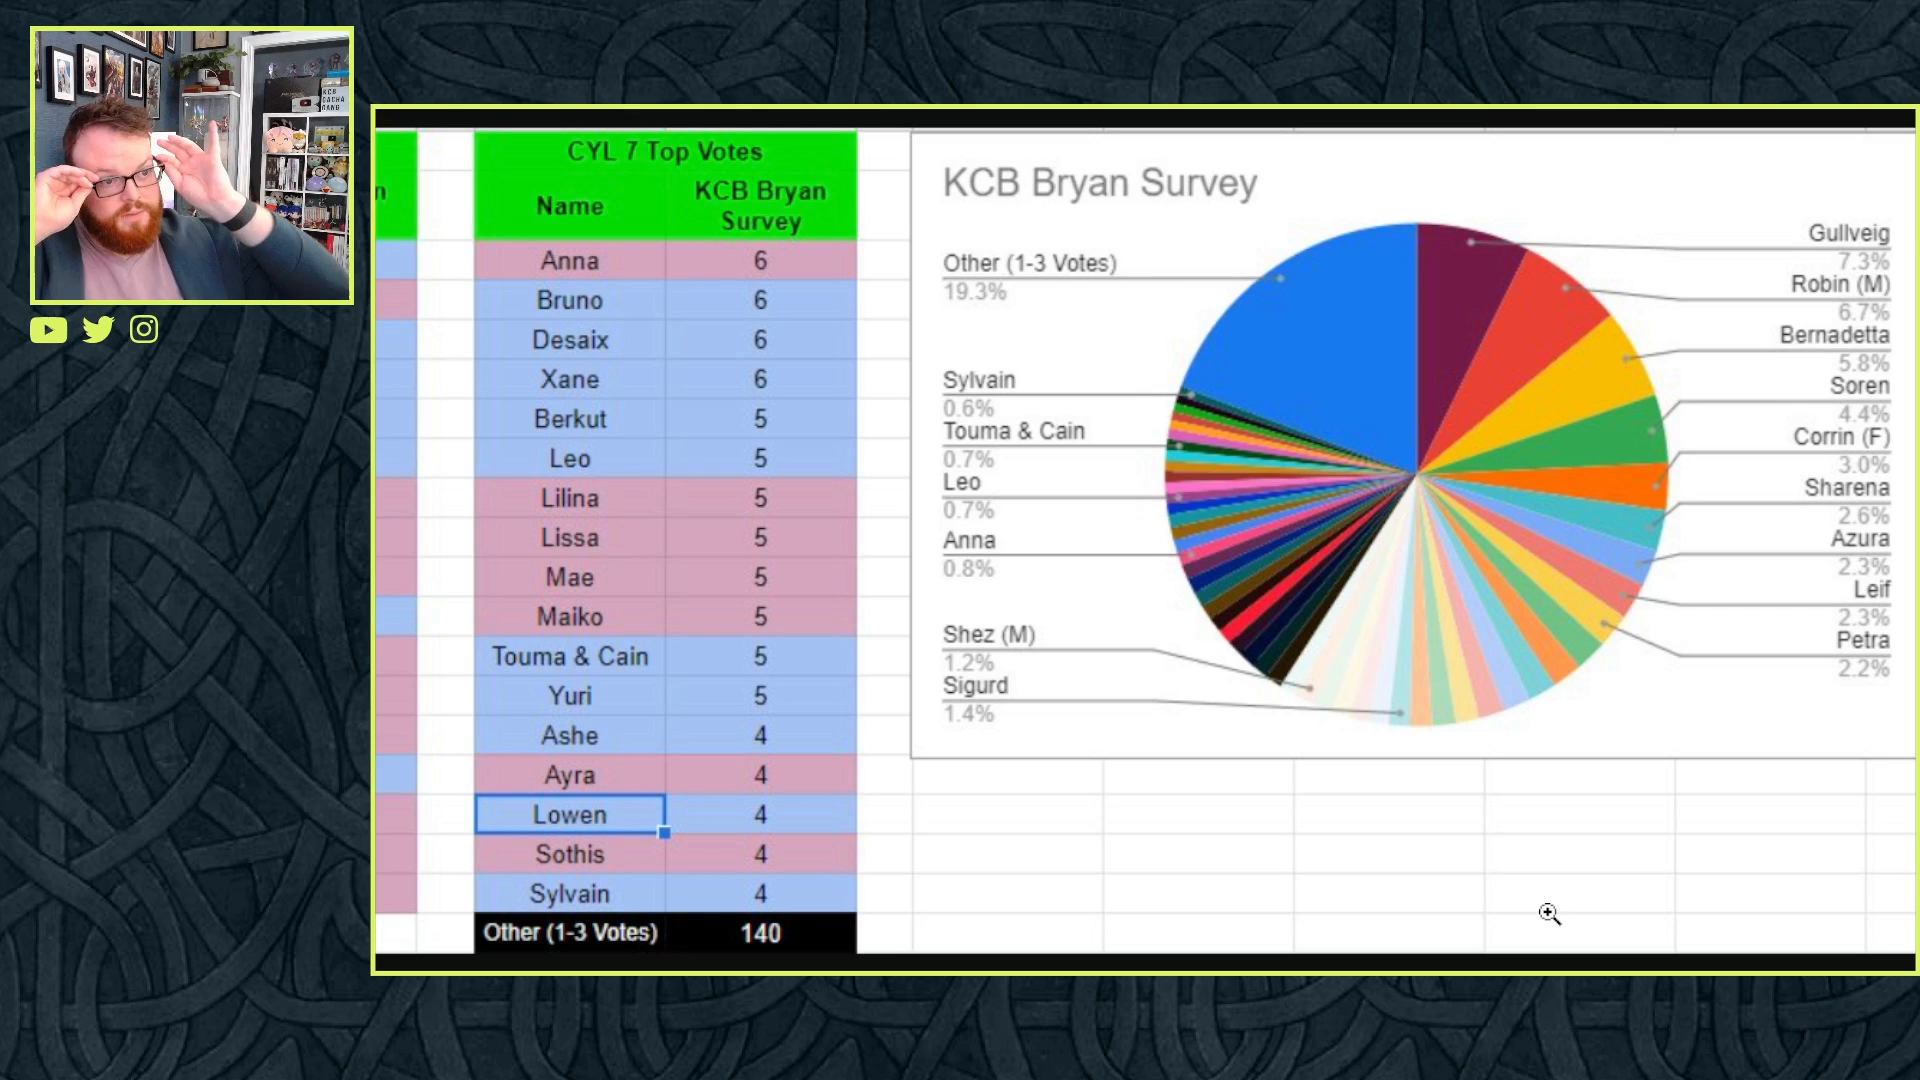 KCB
GACHA
GANG
n
CYL 7 Top Votes
Name
KCB Bryan
Survey
Anna 6
Bruno 6
Desaix 6
Xane 6
Berkut 5
Leo 5
Lilina 5
Lissa 5
Mae 5
Maiko 5
Touma & Cain 5
Yuri 5
Ashe 4
Ayra 4
Lowen 4
Sothis 4
Sylvain 4
Other (1-3 Votes) 140
KCB Bryan Survey
Other (1-3 Votes)
19.3%
Sylvain
0.6%
Touma & Cain
0.7%
Leo
0.7%
Anna
0.8%
Shez (M)
1.2%
Sigurd
1.4%
Gullveig
7.3%
Robin (M)
6.7%
Bernadetta
5.8%
Soren
4.4%
Corrin (F)
3.0%
Sharena
2.6%
Azura
2.3%
Leif
2.3%
Petra
2.2%